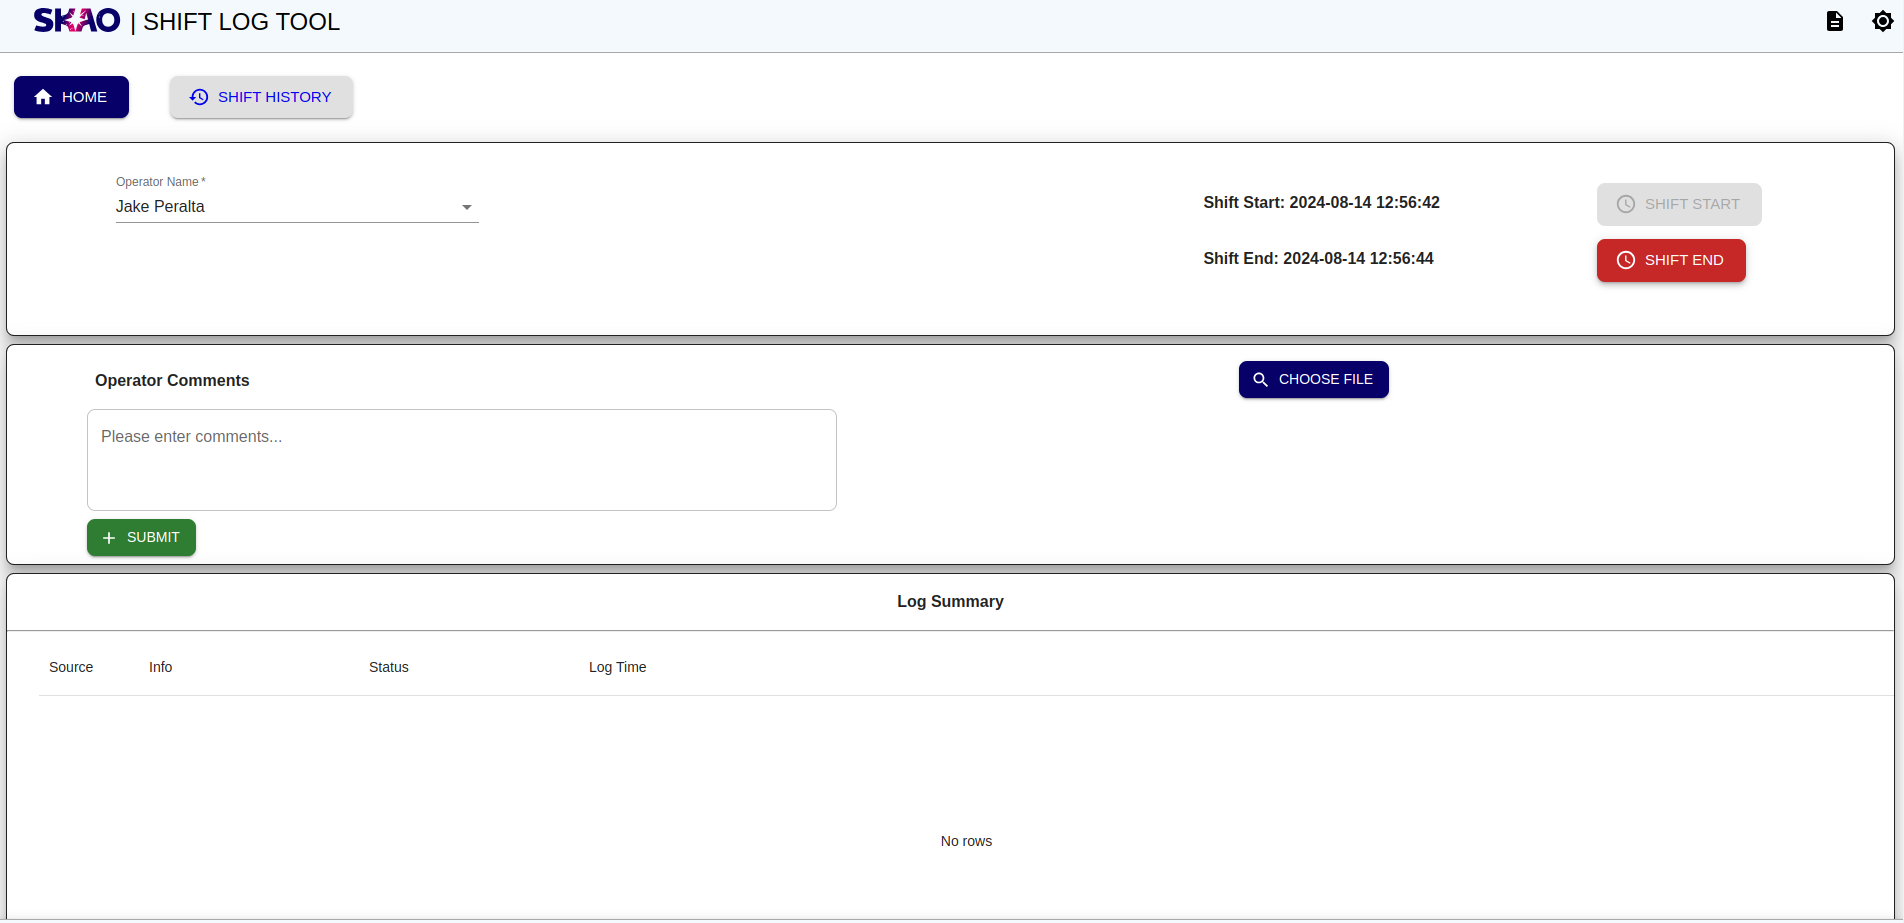 SKAO | SHIFT LOG TOOL
HOME
SHIFT HISTORY
Operator Name *
Jake Peralta
Shift Start: 2024-08-14 12:56:42
SHIFT START
Shift End: 2024-08-14 12:56:44
SHIFT END
Operator Comments
CHOOSE FILE
Please enter comments...
SUBMIT
Log Summary
Source Info Status Log Time
No rows